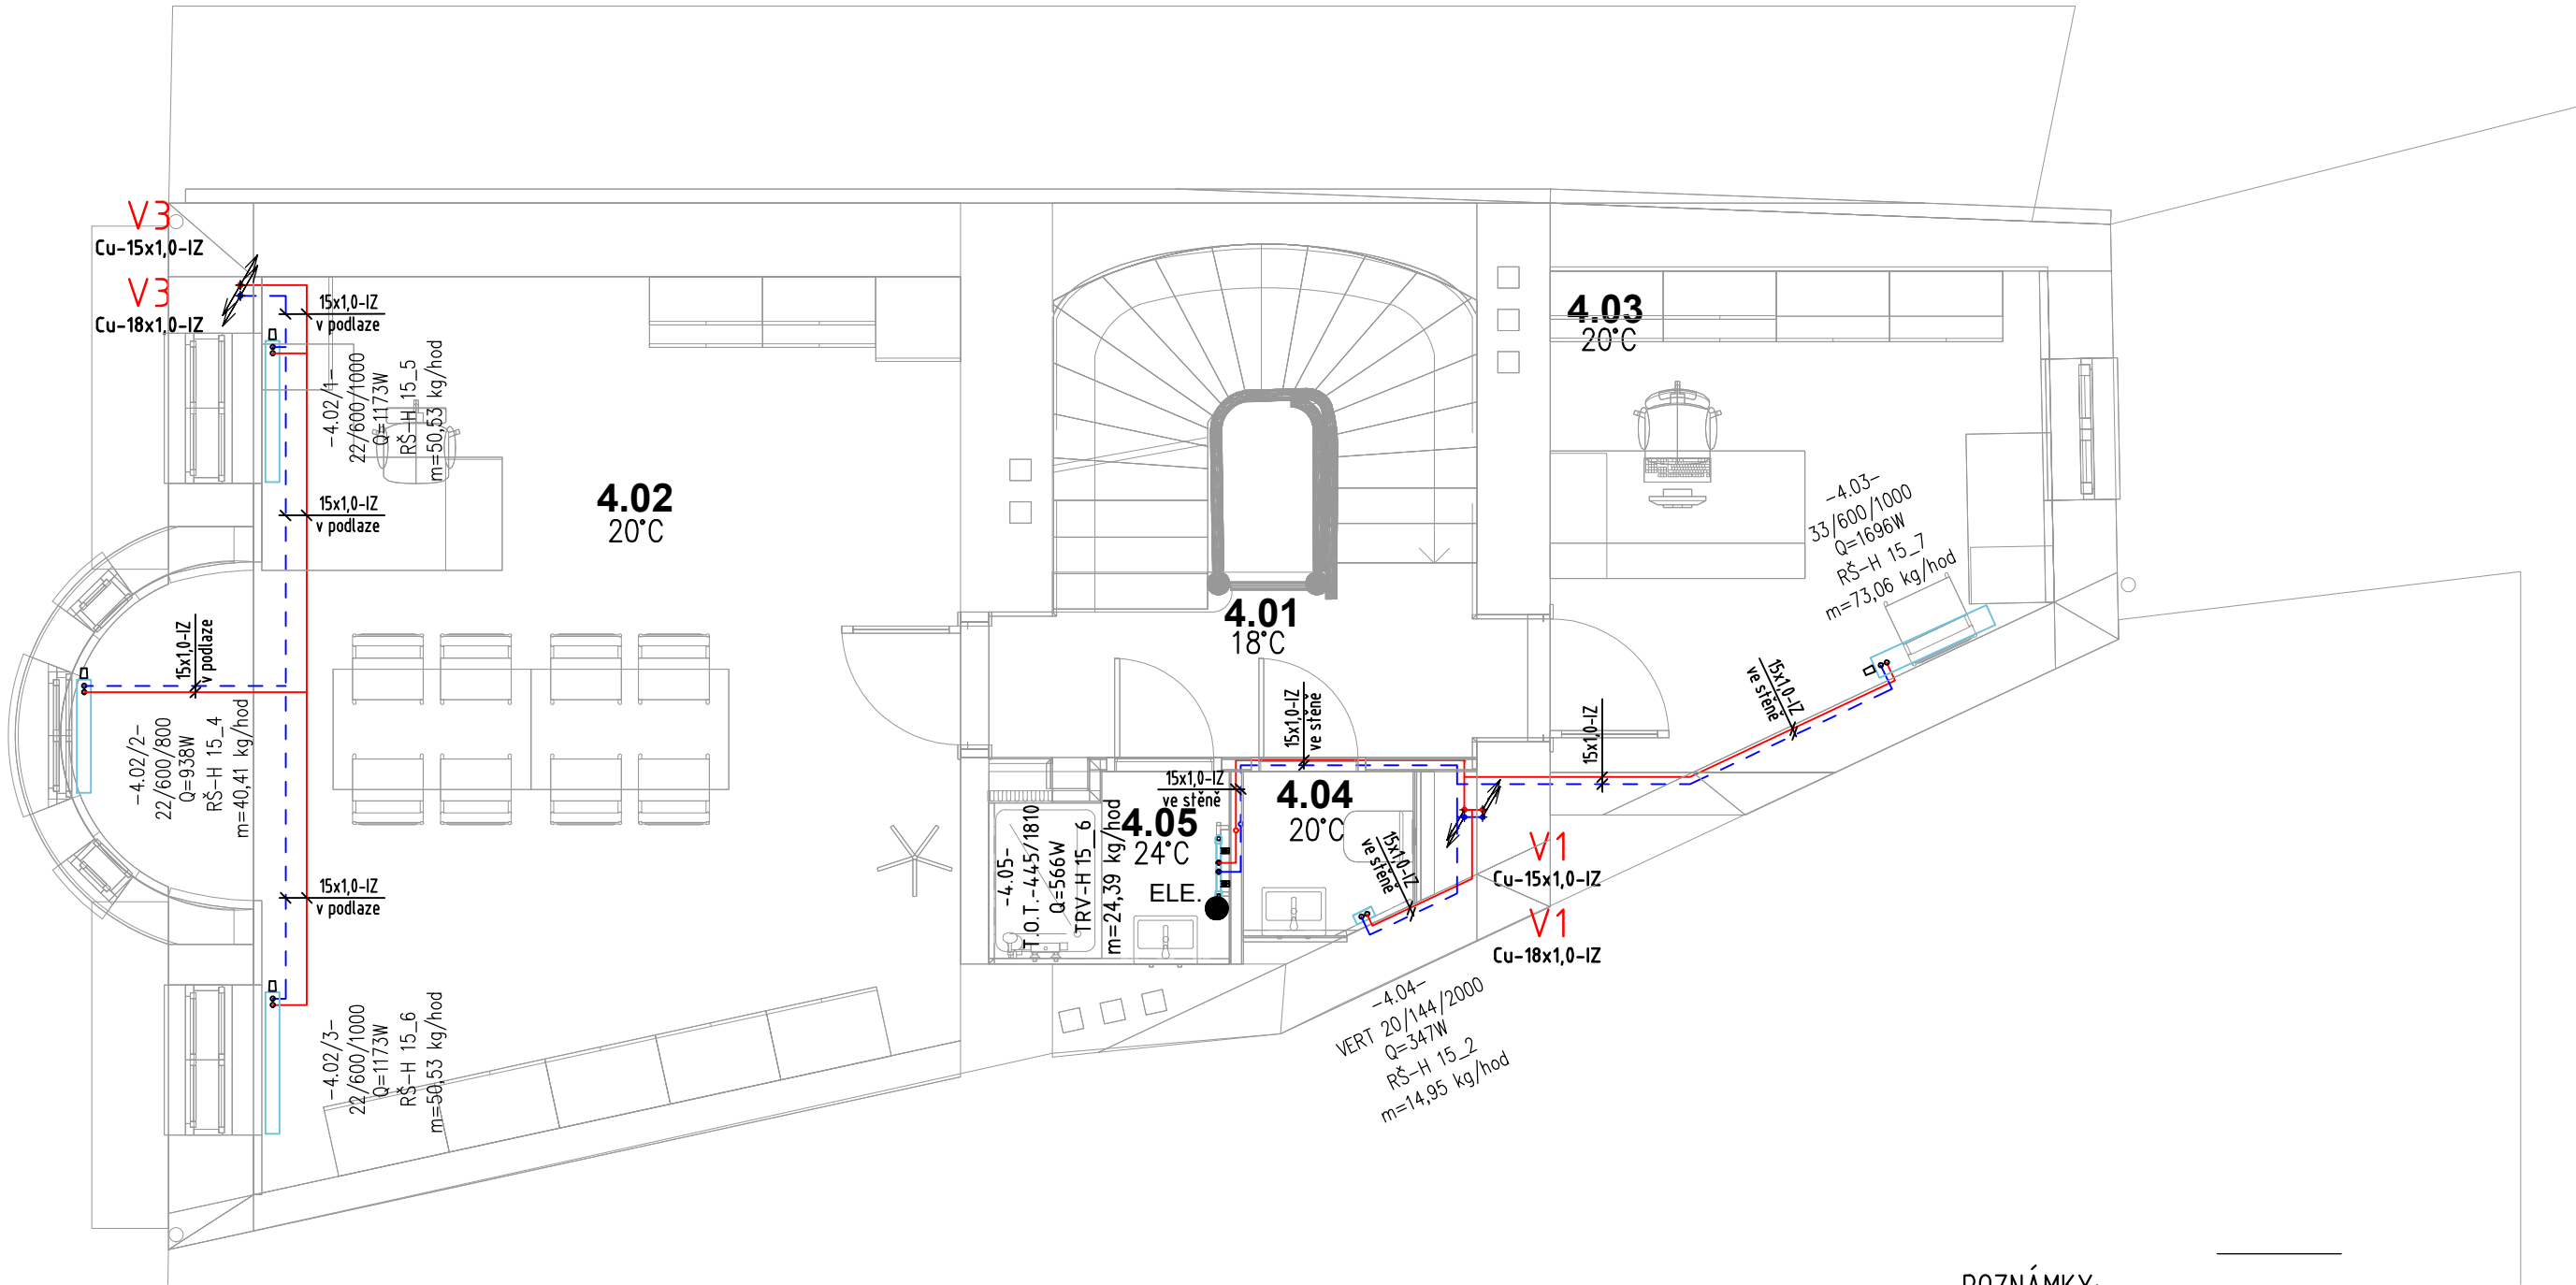 V3
Cu-15x1,0-IZ
V3
Cu-18x1,0-IZ
15x1,0-IZ
v podlaze
-4.02/1-
22/600/1000
Q=1173W
RŠ-H 15_5
m=50,53 kg/hod
15x1,0-IZ
v podlaze
4.02
20°C
15x1,0-IZ
v podlaze
-4.02/2-
22/600/800
Q=938W
RŠ-H 15_4
m=40,41 kg/hod
15x1,0-IZ
v podlaze
-4.02/3-
22/600/1000
Q=1173W
RŠ-H 15_6
m=50,53 kg/hod
4.01
18°C
4.03
20°C
-4.03-
33/600/1000
Q=1696W
RŠ-H 15_7
m=73,06 kg/hod
15x1,0-IZ
ve stěně
15x1,0-IZ
15x1,0-IZ
ve stěně
15x1,0-IZ
ve stěně
4.04
20°C
15x1,0-IZ
ve stěně
4.05
24°C
ELE.
-4.05-
T.O.T.-445/1810
Q=566W
TRV-H 15_6
m=24,39 kg/hod
V1
Cu-15x1,0-IZ
V1
Cu-18x1,0-IZ
-4.04-
VERT 20/144/2000
Q=347W
RŠ-H 15_2
m=14,95 kg/hod
POZNÁMKY: